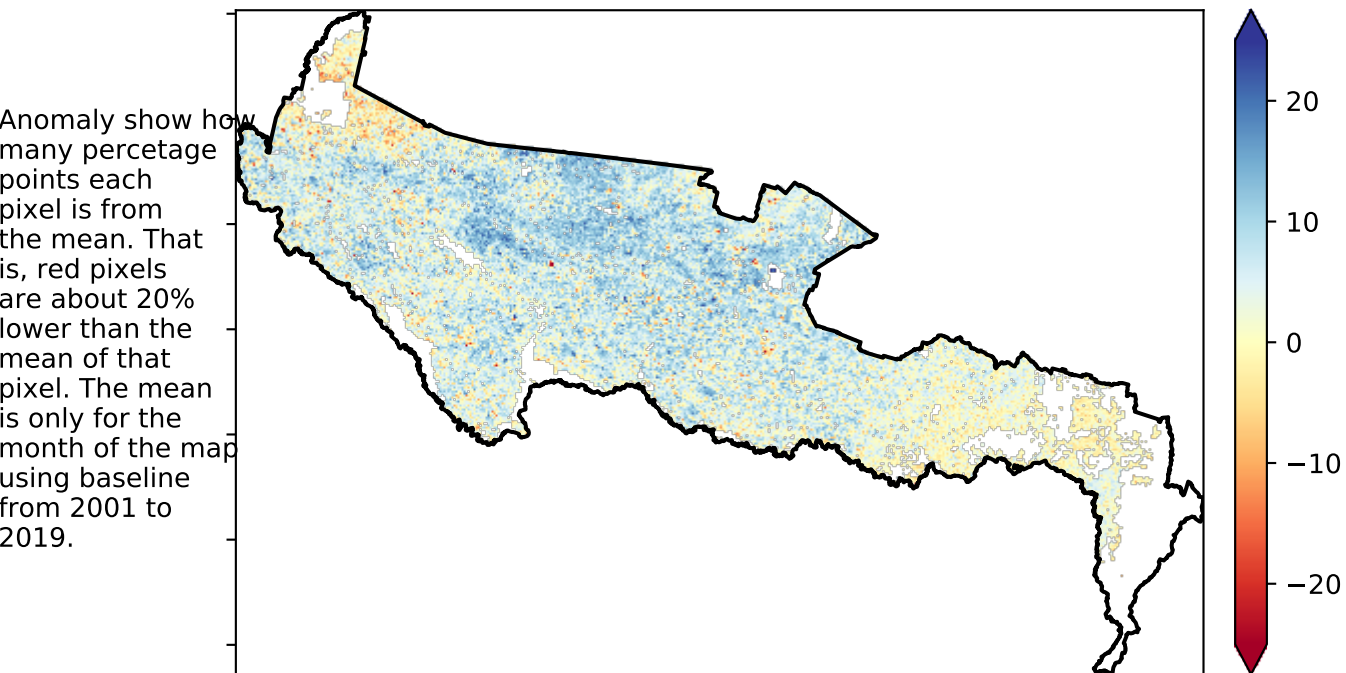 Anomaly show how
many percetage
points each
pixel is from
the mean. That
is, red pixels
are about 20%
lower than the
mean of that
pixel. The mean
is only for the
month of the map
using baseline
from 2001 to
2019.
20
10
0
−10
−20